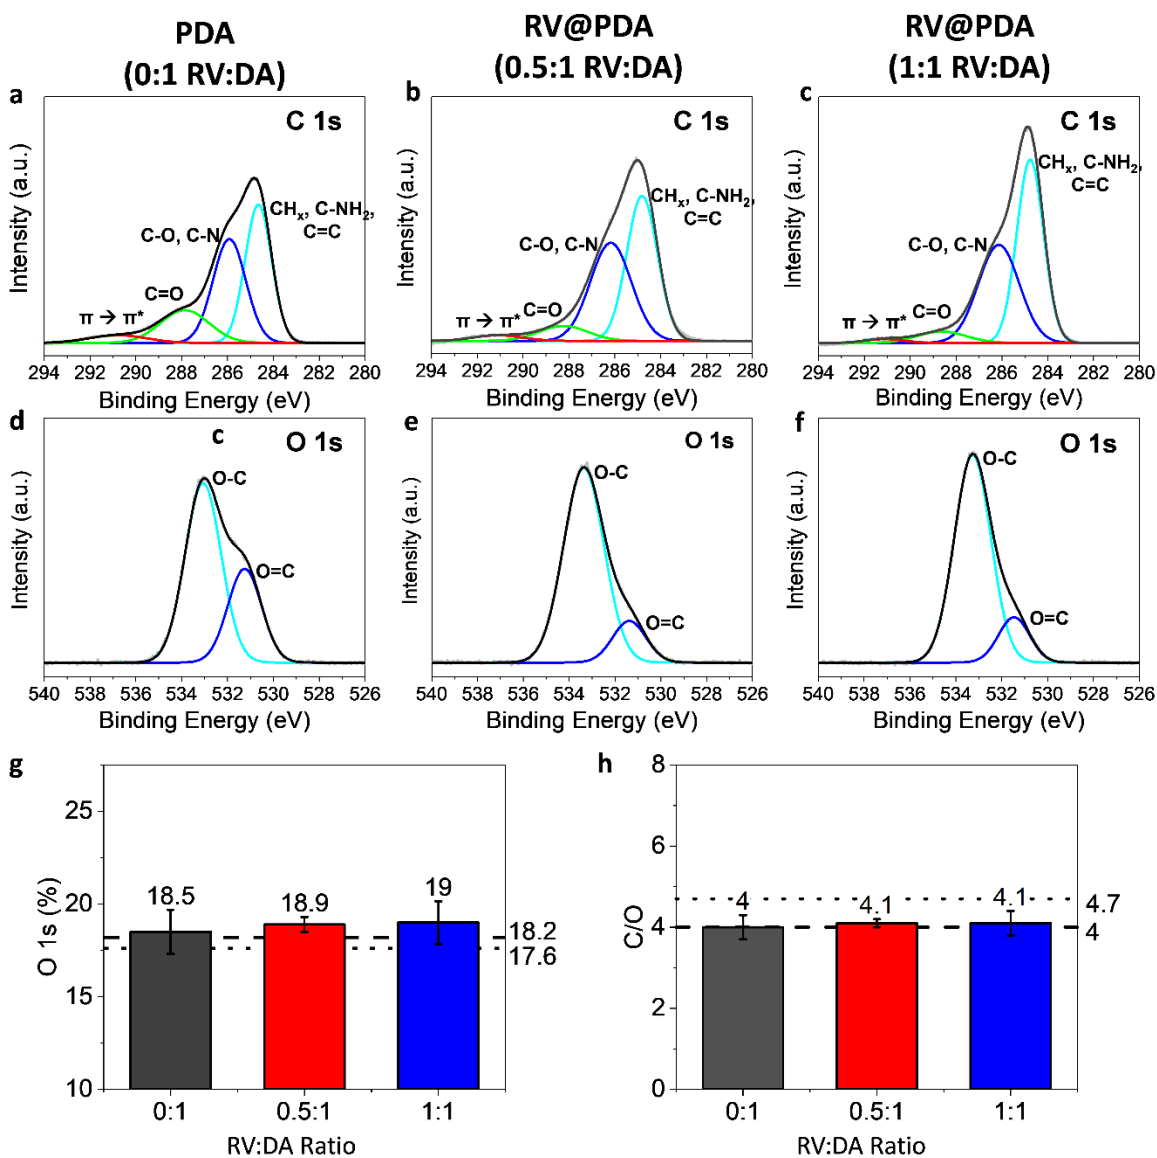 PDA
(0:1 RV:DA)
RV@PDA
(0.5:1 RV:DA)
RV@PDA
(1:1 RV:DA)
a
C 1s
Intensity (a.u.)
CHₓ, C-NH₂,
C=C
C-O, C-N
C=O
π → π*
294 292 290 288 286 284 282 280
Binding Energy (eV)
b
C 1s
Intensity (a.u.)
CHₓ, C-NH₂,
C=C
C-O, C-N
C=O
π → π*
294 292 290 288 286 284 282 280
Binding Energy (eV)
c
C 1s
Intensity (a.u.)
CHₓ, C-NH₂,
C=C
C-O, C-N
C=O
π → π*
294 292 290 288 286 284 282 280
Binding Energy (eV)
d
c
O 1s
Intensity (a.u.)
O-C
O=C
540 538 536 534 532 530 528 526
Binding Energy (eV)
e
O 1s
Intensity (a.u.)
O-C
O=C
540 538 536 534 532 530 528 526
Binding Energy (eV)
f
O 1s
Intensity (a.u.)
O-C
O=C
540 538 536 534 532 530 528 526
Binding Energy (eV)
g
O 1s (%)
25
20
15
10
18.5
18.9
19
18.2
17.6
0:1 0.5:1 1:1
RV:DA Ratio
h
C/O
8
6
4
2
0
4
4.1
4.1
4.7
4
0:1 0.5:1 1:1
RV:DA Ratio